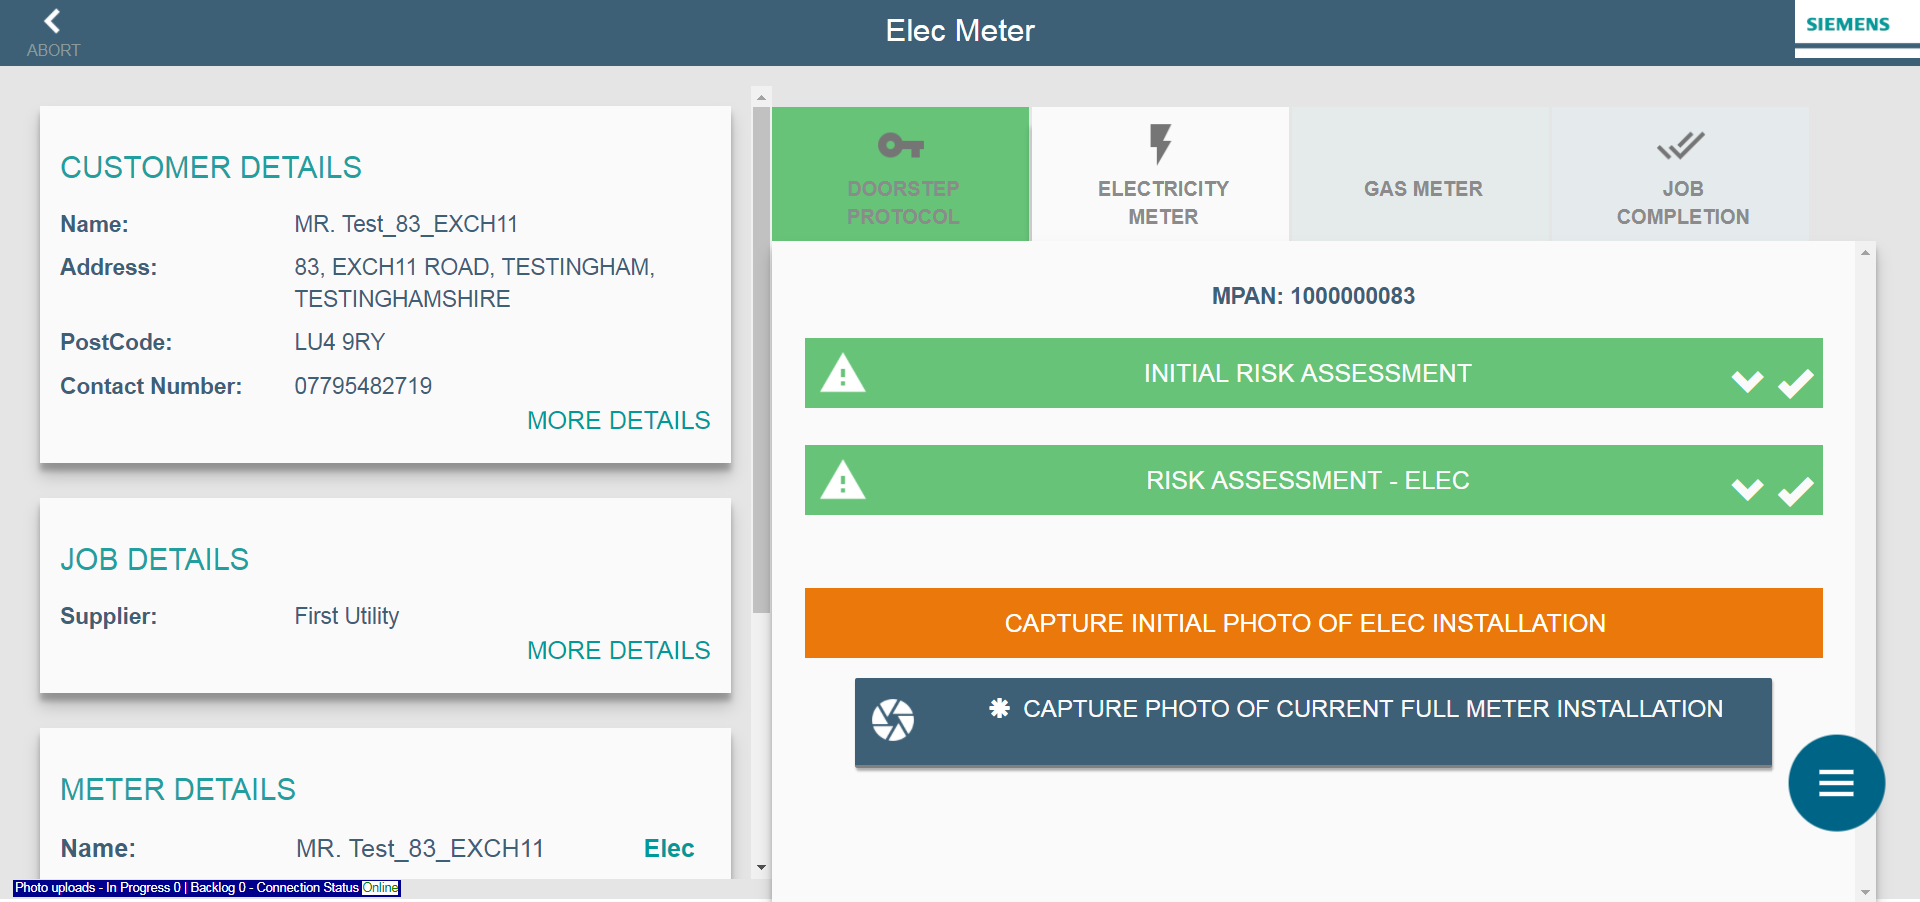 ABORT
Elec Meter
SIEMENS
CUSTOMER DETAILS
Name: MR. Test_83_EXCH11
Address: 83, EXCH11 ROAD, TESTINGHAM,
TESTINGHAMSHIRE
PostCode: LU4 9RY
Contact Number: 07795482719
MORE DETAILS
JOB DETAILS
Supplier: First Utility
MORE DETAILS
METER DETAILS
Name: MR. Test_83_EXCH11 Elec
Photo uploads - In Progress 0 | Backlog 0 - Connection Status Online
DOORSTEP
PROTOCOL
ELECTRICITY
METER
GAS METER
JOB
COMPLETION
MPAN: 1000000083
INITIAL RISK ASSESSMENT
RISK ASSESSMENT - ELEC
CAPTURE INITIAL PHOTO OF ELEC INSTALLATION
✱ CAPTURE PHOTO OF CURRENT FULL METER INSTALLATION